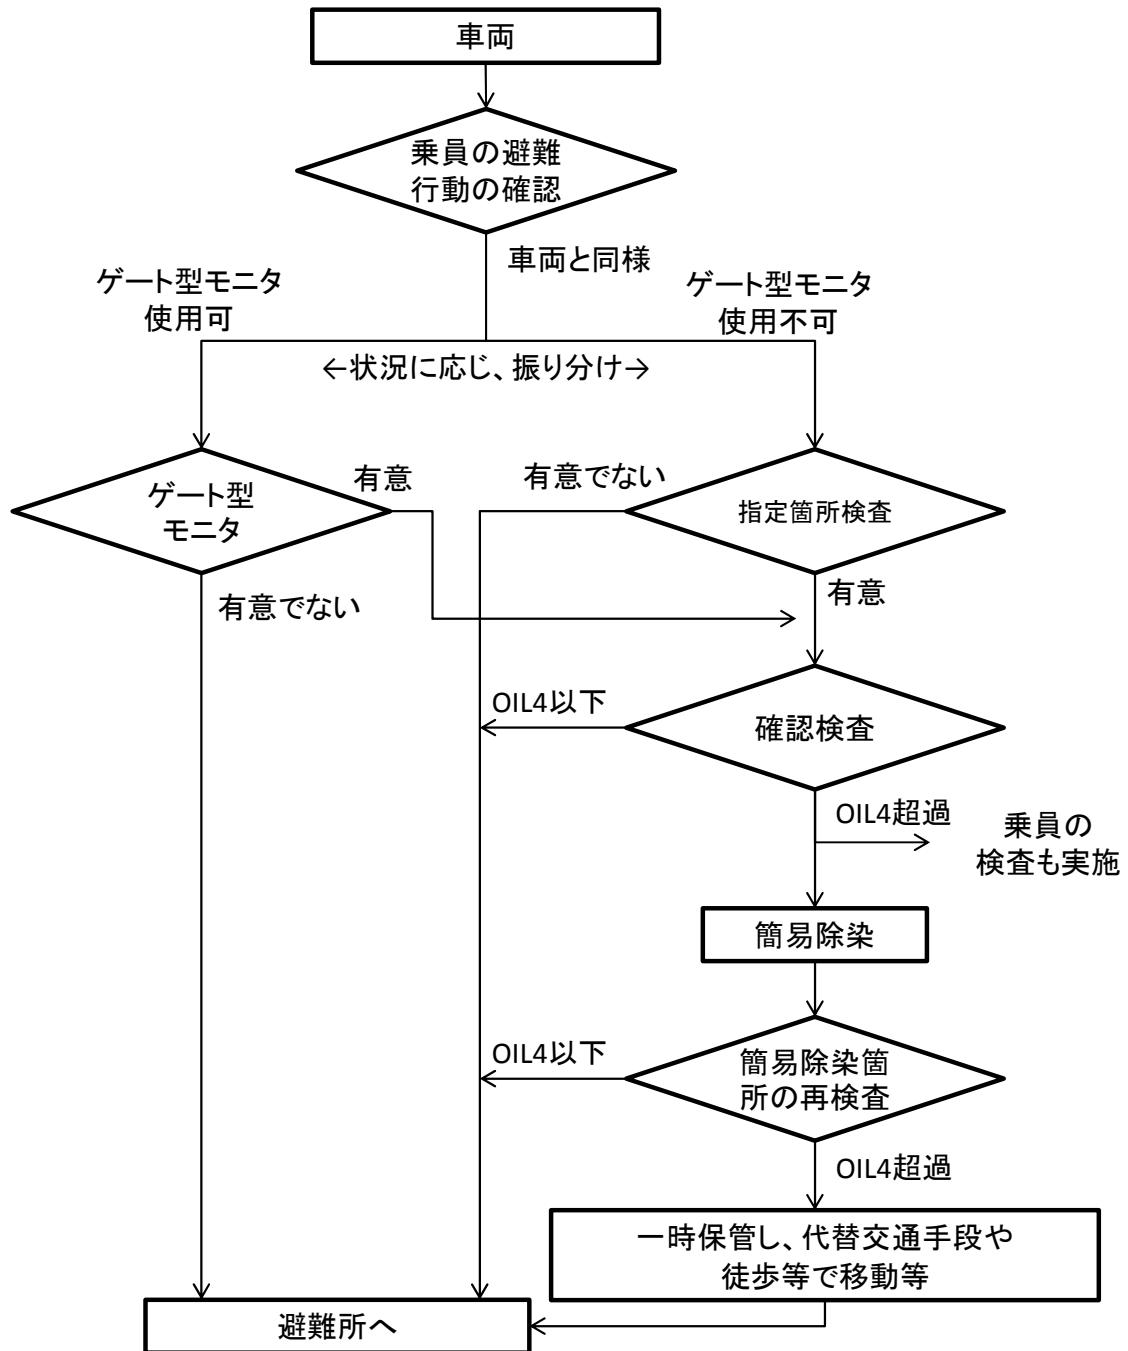 車両
乗員の避難
行動の確認
車両と同様
ゲート型モニタ
使用可
ゲート型モニタ
使用不可
←状況に応じ、振り分け→
ゲート型
モニタ
有意
有意でない
指定箇所検査
有意でない
有意
OIL4以下
確認検査
OIL4超過
乗員の
検査も実施
簡易除染
OIL4以下
簡易除染箇
所の再検査
OIL4超過
一時保管し、代替交通手段や
徒歩等で移動等
避難所へ